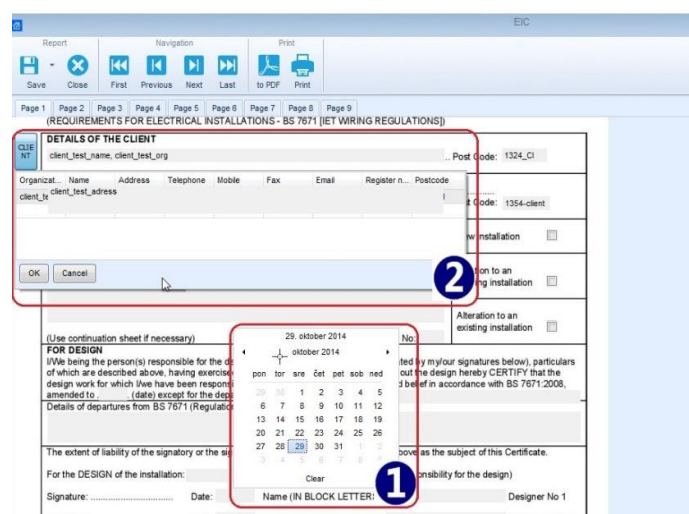 EIC
Report Navigation Print
Save Close First Previous Next Last to PDF Print
Page 1 Page 2 Page 3 Page 4 Page 5 Page 6 Page 7 Page 8 Page 9
(REQUIREMENTS FOR ELECTRICAL INSTALLATIONS - BS 7671 [IET WIRING REGULATIONS])
CLIE
NT
DETAILS OF THE CLIENT
client_test_name, client_test_org .. Post Code: 1324_Cl
Organizat... Name Address Telephone Mobile Fax Email Register n... Postcode
client_te client_test_adress
Code: 1354-client
installation
on to an
installation
OK Cancel
2
Alteration to an
existing installation
(Use continuation sheet if necessary) No:
29. oktober 2014
oktober 2014
pon tor sre čet pet sob ned
29 30 1 2 3 4 5
6 7 8 9 10 11 12
13 14 15 16 17 18 19
20 21 22 23 24 25 26
27 28 29 30 31 1 2
3 4 5 6 7 8 9
Clear
1
FOR DESIGN
I/We being the person(s) responsible for the de ted by my/our signatures below), particulars
of which are described above, having exercise out the design hereby CERTIFY that the
design work for which I/we have been respons d belief in accordance with BS 7671:2008,
amended to . (date) except for the depa
Details of departures from BS 7671 (Regulatio
The extent of liability of the signatory or the sig bove as the subject of this Certificate.
For the DESIGN of the installation: onsibility for the design)
Signature: .................................. Date: Name (IN BLOCK LETTER Designer No 1